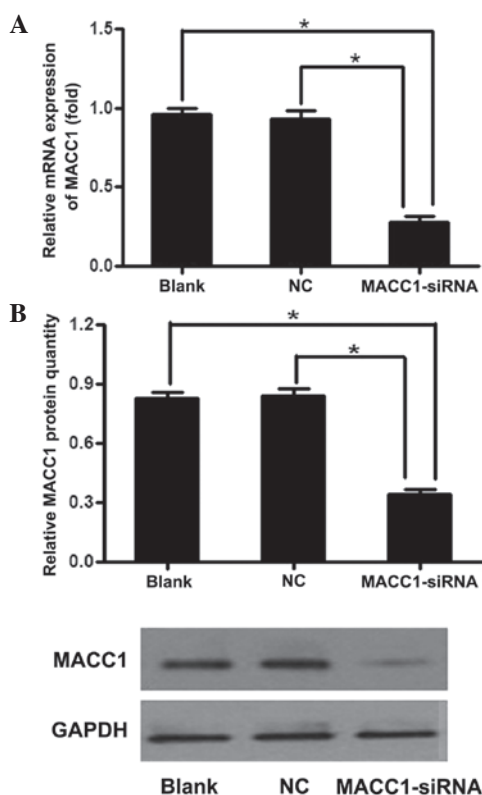 A
Relative mRNA expression
of MACC1 (fold)
1.5
1.0
0.5
0.0
*
*
Blank NC MACC1-siRNA
B
Relative MACC1 protein quantity
1.2
0.9
0.6
0.3
0.0
*
*
Blank NC MACC1-siRNA
MACC1
GAPDH
Blank NC MACC1-siRNA